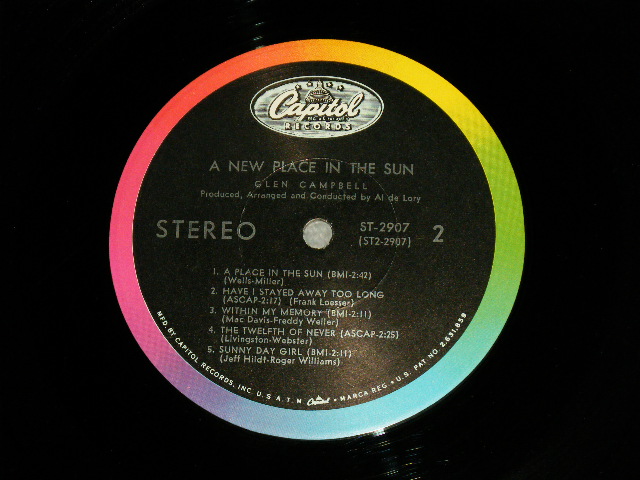 Capitol
RECORDS
A NEW PLACE IN THE SUN
GLEN CAMPBELL
Produced, Arranged and Conducted by Al de Lory
STEREO
ST-2907
(ST2-2907)
2
1. A PLACE IN THE SUN (BMI-2:42)
(Wells-Miller)
2. HAVE I STAYED AWAY TOO LONG
(ASCAP-2:17) (Frank Loesser)
3. WITHIN MY MEMORY (BMI-2:11)
(Mac Davis-Freddy Weller)
4. THE TWELFTH OF NEVER (ASCAP-2:25)
(Livingston-Webster)
5. SUNNY DAY GIRL (BMI-2:11)
(Jeff Hildt-Roger Williams)
MFD. BY CAPITOL RECORDS, INC. U.S.A. T.M. Capitol • MARCA REG. • U.S. PAT. NO. 2,631,859